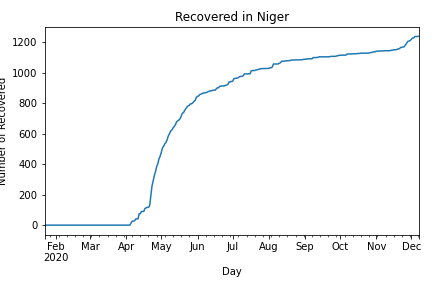 Recovered in Niger
Number of Recovered
1200
1000
800
600
400
200
0
Feb Mar Apr May Jun Jul Aug Sep Oct Nov Dec
2020
Day